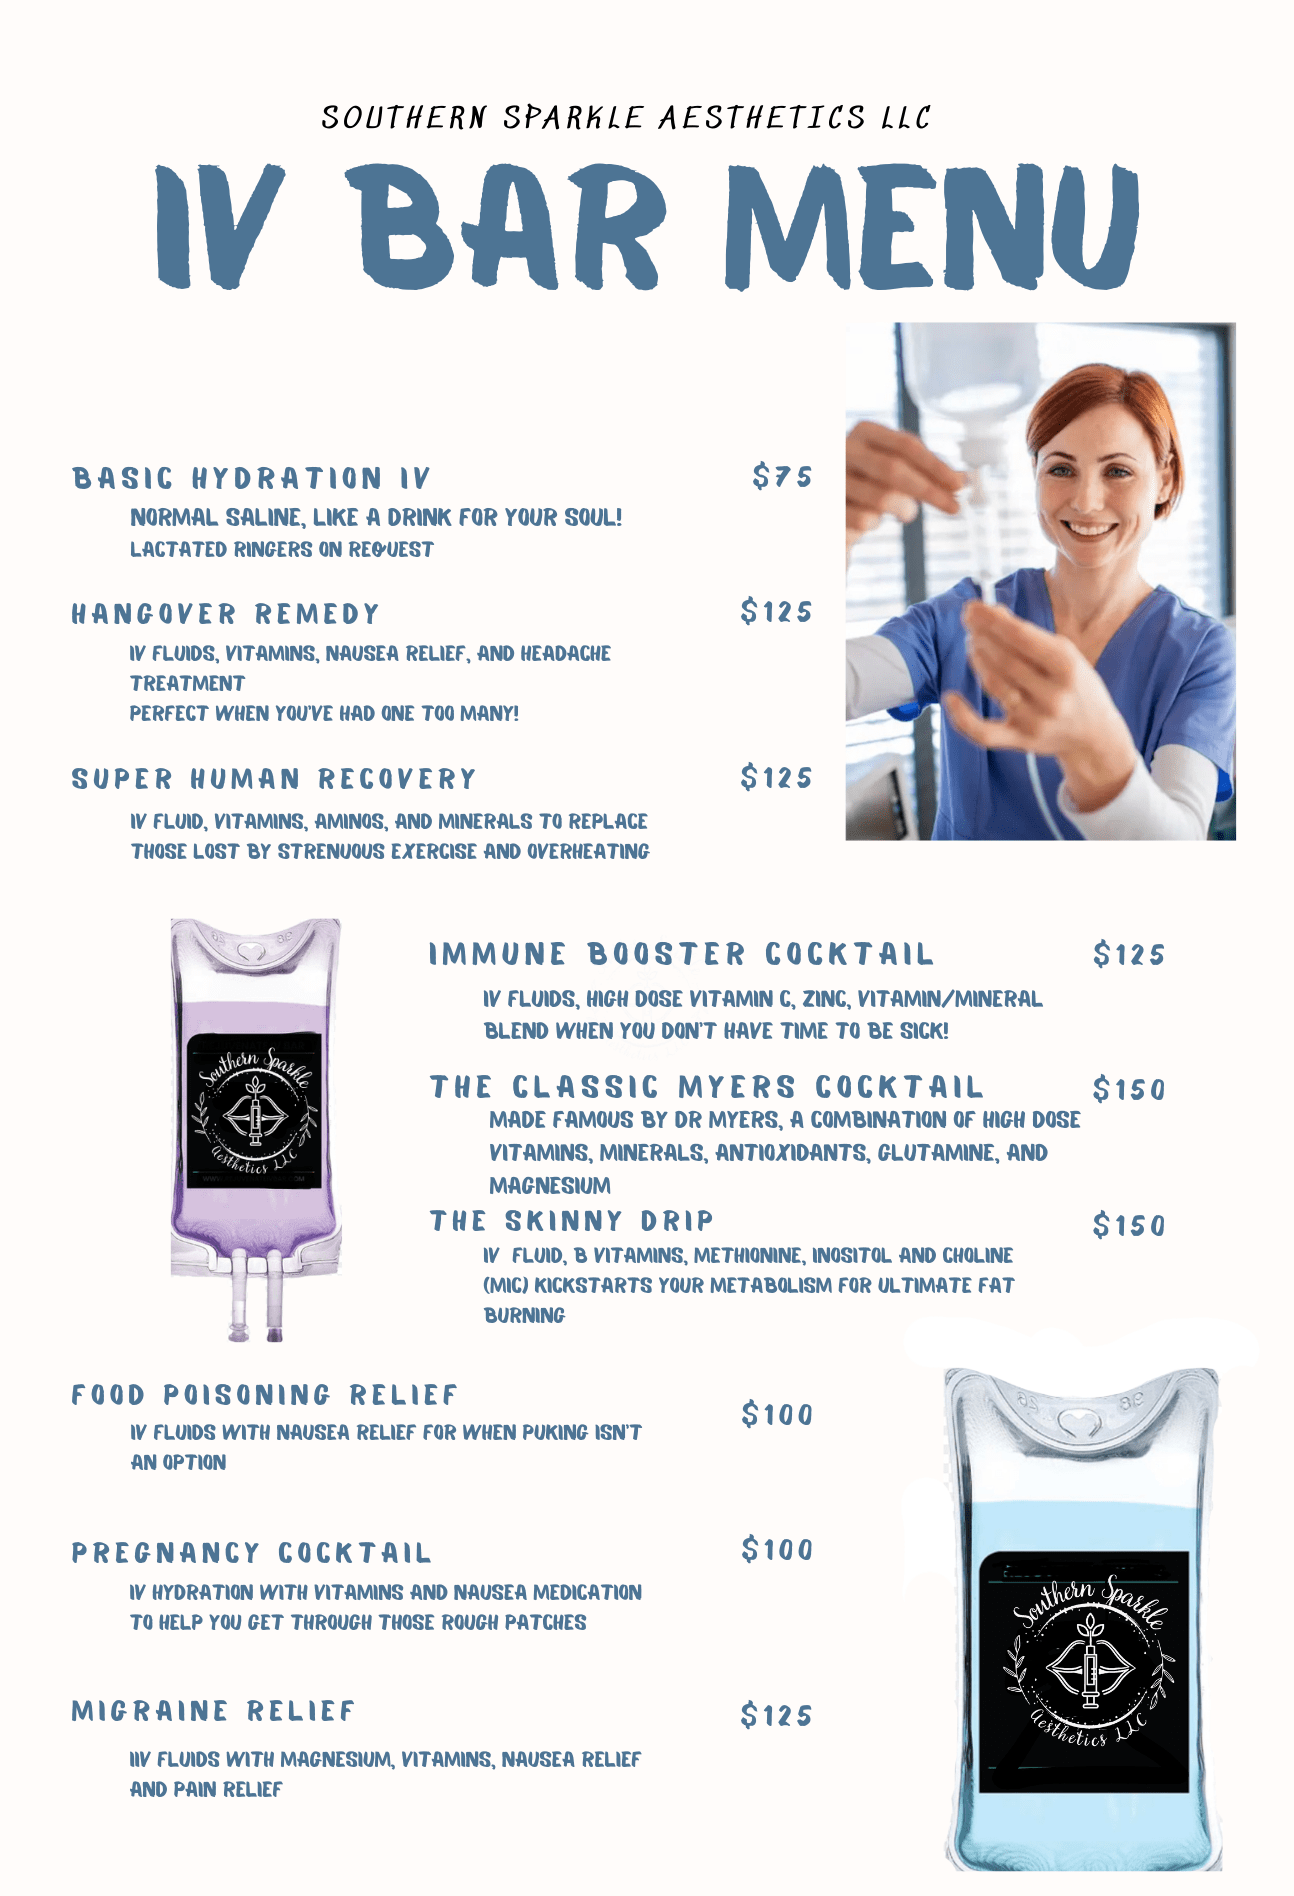 SOUTHERN SPARKLE AESTHETICS LLC
IV BAR MENU
BASIC HYDRATION IV $75
NORMAL SALINE, LIKE A DRINK FOR YOUR SOUL!
LACTATED RINGERS ON REQUEST
HANGOVER REMEDY $125
IV FLUIDS, VITAMINS, NAUSEA RELIEF, AND HEADACHE
TREATMENT
PERFECT WHEN YOU'VE HAD ONE TOO MANY!
SUPER HUMAN RECOVERY $125
IV FLUID, VITAMINS, AMINOS, AND MINERALS TO REPLACE
THOSE LOST BY STRENUOUS EXERCISE AND OVERHEATING
IMMUNE BOOSTER COCKTAIL $125
IV FLUIDS, HIGH DOSE VITAMIN C, ZINC, VITAMIN/MINERAL
BLEND WHEN YOU DON'T HAVE TIME TO BE SICK!
THE CLASSIC MYERS COCKTAIL $150
MADE FAMOUS BY DR MYERS, A COMBINATION OF HIGH DOSE
VITAMINS, MINERALS, ANTIOXIDANTS, GLUTAMINE, AND
MAGNESIUM
THE SKINNY DRIP $150
IV FLUID, B VITAMINS, METHIONINE, INOSITOL AND CHOLINE
(MIC) KICKSTARTS YOUR METABOLISM FOR ULTIMATE FAT
BURNING
Southern Sparkle
Aesthetics LLC
FOOD POISONING RELIEF $100
IV FLUIDS WITH NAUSEA RELIEF FOR WHEN PUKING ISN'T
AN OPTION
PREGNANCY COCKTAIL $100
IV HYDRATION WITH VITAMINS AND NAUSEA MEDICATION
TO HELP YOU GET THROUGH THOSE ROUGH PATCHES
MIGRAINE RELIEF $125
IIV FLUIDS WITH MAGNESIUM, VITAMINS, NAUSEA RELIEF
AND PAIN RELIEF
Southern Sparkle
Aesthetics LLC